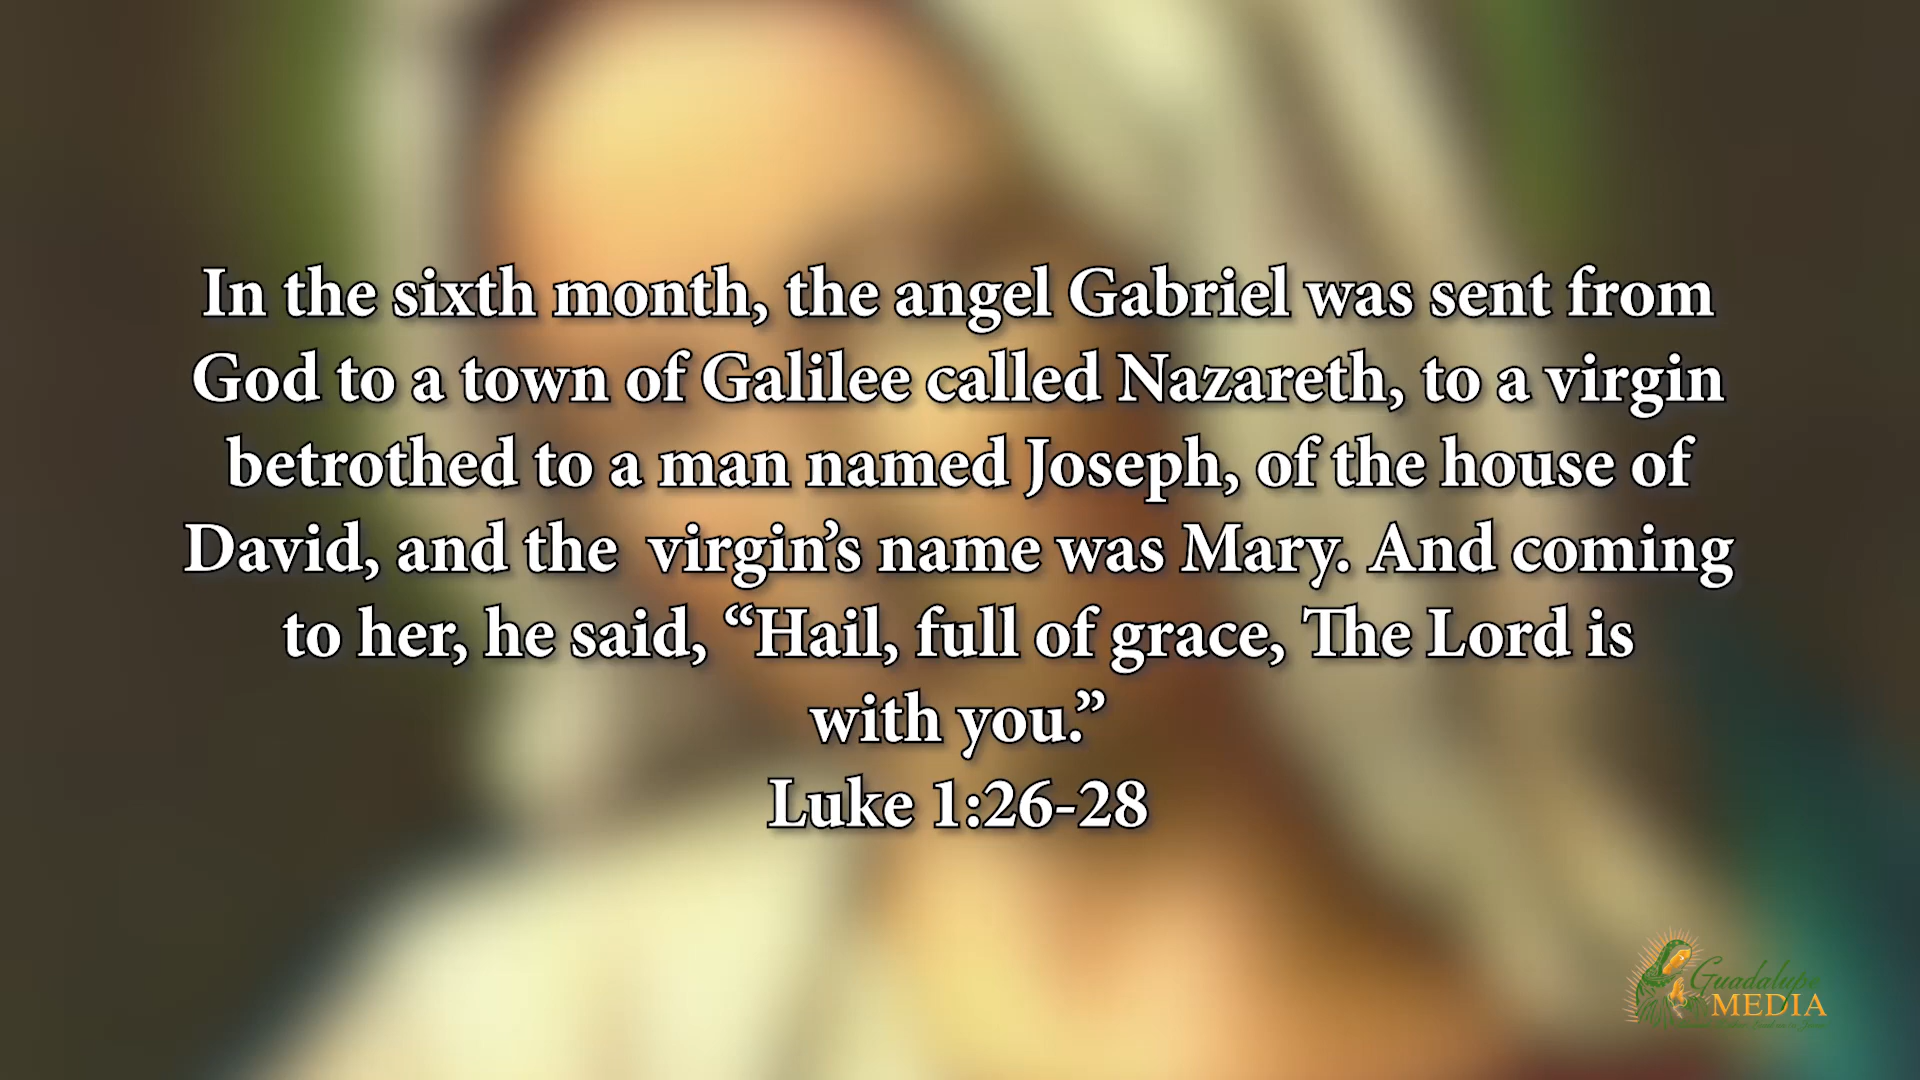 In the sixth month, the angel Gabriel was sent from
God to a town of Galilee called Nazareth, to a virgin
betrothed to a man named Joseph, of the house of
David, and the  virgin’s name was Mary. And coming
to her, he said, “Hail, full of grace, The Lord is
with you.”
Luke 1:26-28
Guadalupe
MEDIA